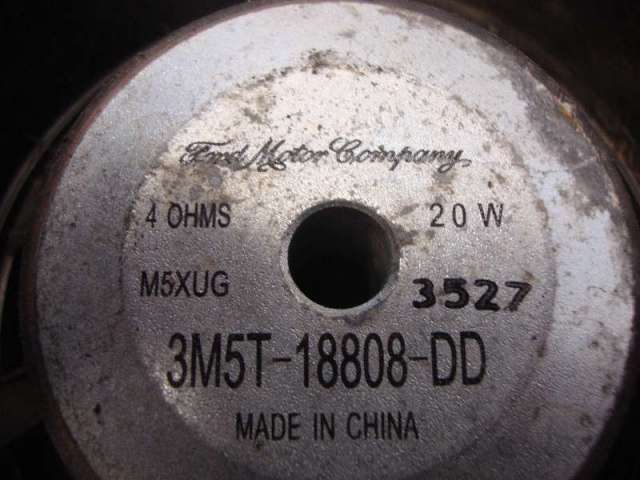 Ford Motor Company
4 OHMS 20 W
M5XUG 3527
3M5T-18808-DD
MADE IN CHINA